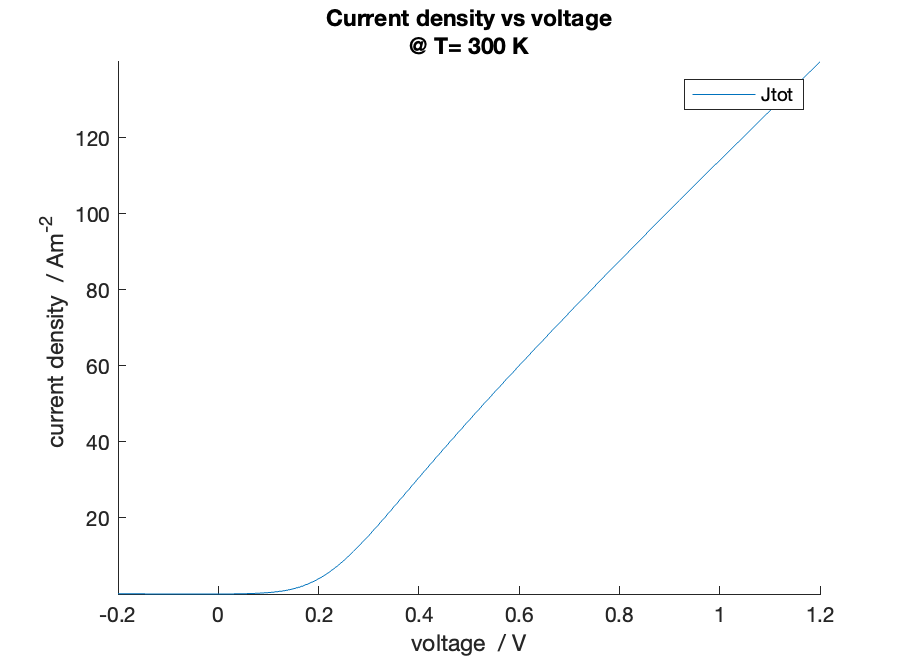 Current density vs voltage
@ T= 300 K
Jtot
120
100
80
60
40
20
current density / Am-2
-0.2 0 0.2 0.4 0.6 0.8 1 1.2
voltage / V